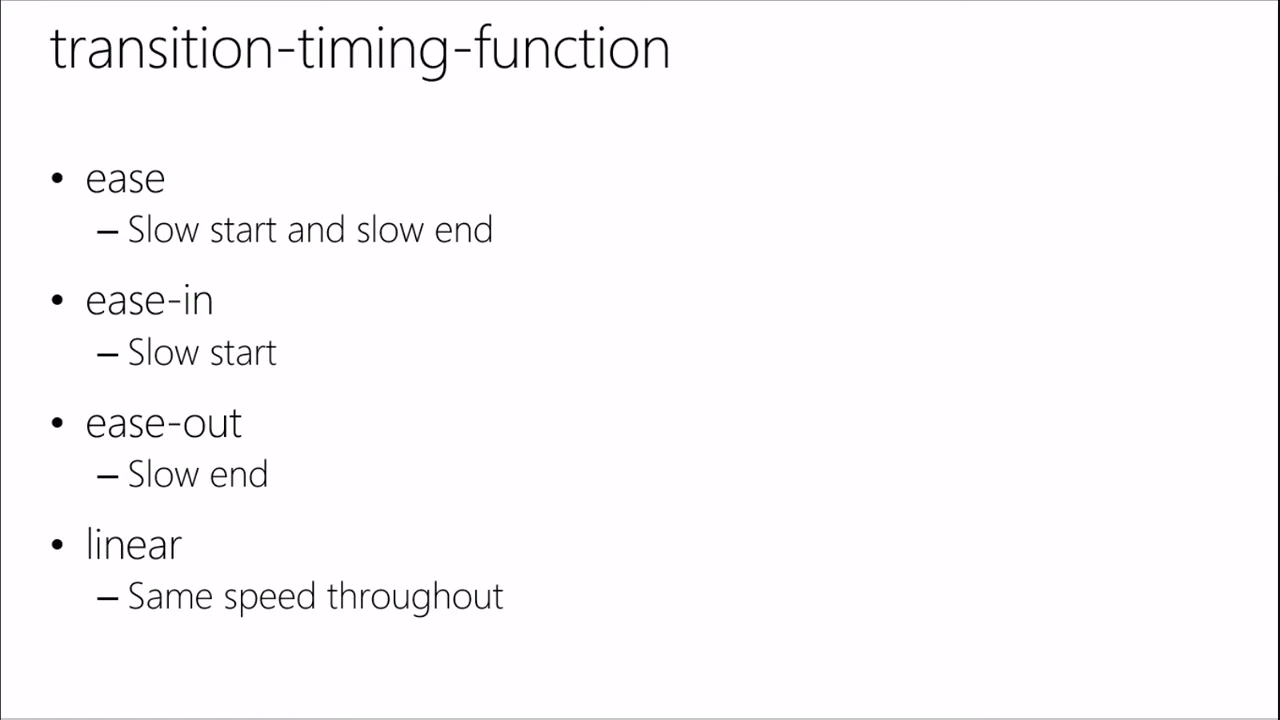 transition-timing-function
• ease
– Slow start and slow end
• ease-in
– Slow start
• ease-out
– Slow end
• linear
– Same speed throughout